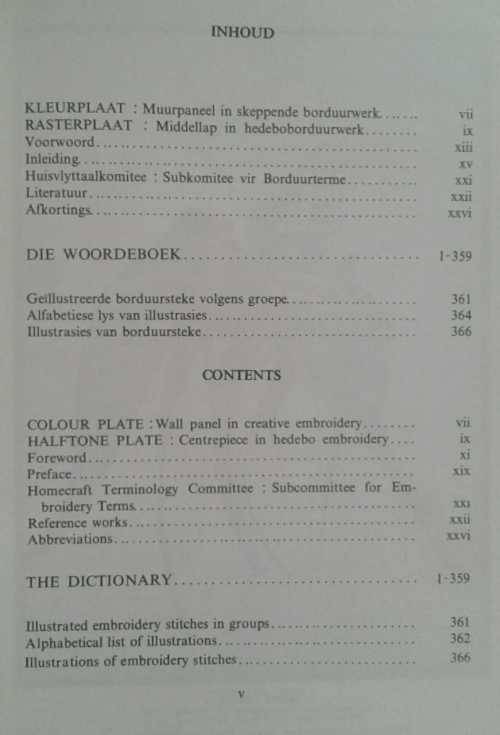 INHOUD
KLEURPLAAT : Muurpaneel in skeppende borduurwerk...... vii
RASTERPLAAT : Middellap in hedeboborduurwerk........ ix
Voorwoord.................................................. xiii
Inleiding.................................................... xv
Huisvlyttaalkomitee : Subkomitee vir Borduurterme.......... xxi
Literatuur.................................................. xxii
Afkortings.................................................. xxvi
DIE WOORDEBOEK.............................. 1-359
Geïllustreerde borduursteke volgens groepe.................... 361
Alfabetiese lys van illustrasies.............................. 364
Illustrasies van borduursteke................................ 366
CONTENTS
COLOUR PLATE : Wall panel in creative embroidery........ vii
HALFTONE PLATE : Centrepiece in hedebo embroidery.... ix
Foreword.................................................. xi
Preface.................................................... xix
Homecraft Terminology Committee : Subcommittee for Em-
broidery Terms.......................................... xxi
Reference works............................................ xxii
Abbreviations.............................................. xxvi
THE DICTIONARY................................ 1-359
Illustrated embroidery stitches in groups...................... 361
Alphabetical list of illustrations.............................. 362
Illustrations of embroidery stitches............................ 366
v